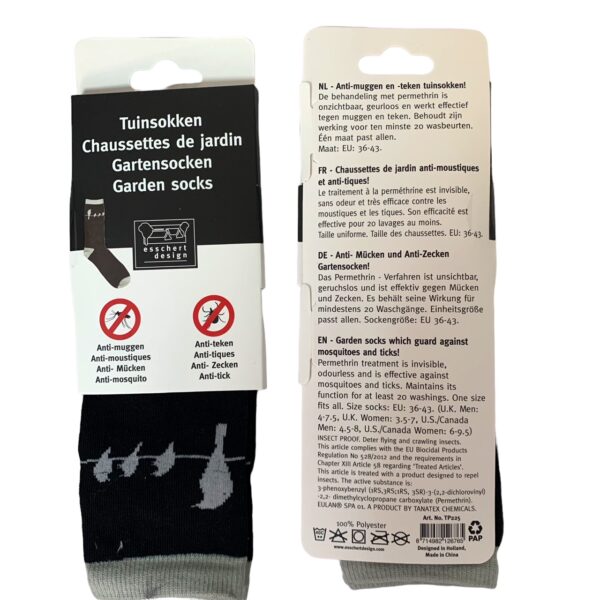 Tuinsokken
Chaussettes de jardin
Gartensocken
Garden socks
esschert
design
Anti-muggen
Anti-moustiques
Anti- Mücken
Anti-mosquito
Anti-teken
Anti-tiques
Anti- Zecken
Anti-tick
NL - Anti-muggen en -teken tuinsokken!
De behandeling met permethrin is
onzichtbaar, geurloos en werkt effectief
tegen muggen en teken. Behoudt zijn
werking voor ten minste 20 wasbeurten.
Één maat past allen.
Maat: EU: 36-43.
FR - Chaussettes de jardin anti-moustiques
et anti-tiques!
Le traitement à la perméthrine est invisible,
sans odeur et très efficace contre les
moustiques et les tiques. Son efficacité est
effective pour 20 lavages au moins.
Taille uniforme. Taille des chaussettes. EU: 36-43.
DE - Anti- Mücken und Anti-Zecken
Gartensocken!
Das Permethrin - Verfahren ist unsichtbar,
geruchslos und ist effektiv gegen Mücken
und Zecken. Es behält seine Wirkung für
mindestens 20 Waschgänge. Einheitsgröße
passt allen. Sockengröße: EU: 36-43.
EN - Garden socks which guard against
mosquitoes and ticks!
Permethrin treatment is invisible,
odourless and is effective against
mosquitoes and ticks. Maintains its
function for at least 20 washings. One size
fits all. Size socks: EU: 36-43. (U.K. Men:
4-7.5, U.K. Women: 3.5-7, U.S./Canada
Men: 4.5-8, U.S./Canada Women: 6-9.5)
INSECT PROOF. Deter flying and crawling insects.
This article complies with the EU Biocidal Products
Regulation No 528/2012 and the requirements in
Chapter XIII Article 58 regarding 'Treated Articles'.
This article is treated with a product designed to repel
insects. The active substance is:
3-phenoxybenzyl (1RS,3RS;1RS, 3SR)-3-(2,2-dichlorovinyl)
-2,2- dimethylcyclopropane carboxylate (Permethrin)
EULAN® SPA 01. A PRODUCT BY TANATEX CHEMICALS.
100% Polyester
www.esschertdesign.com
Art. No. TP225
8 714982 126765
Designed in Holland,
Made in China
PAP